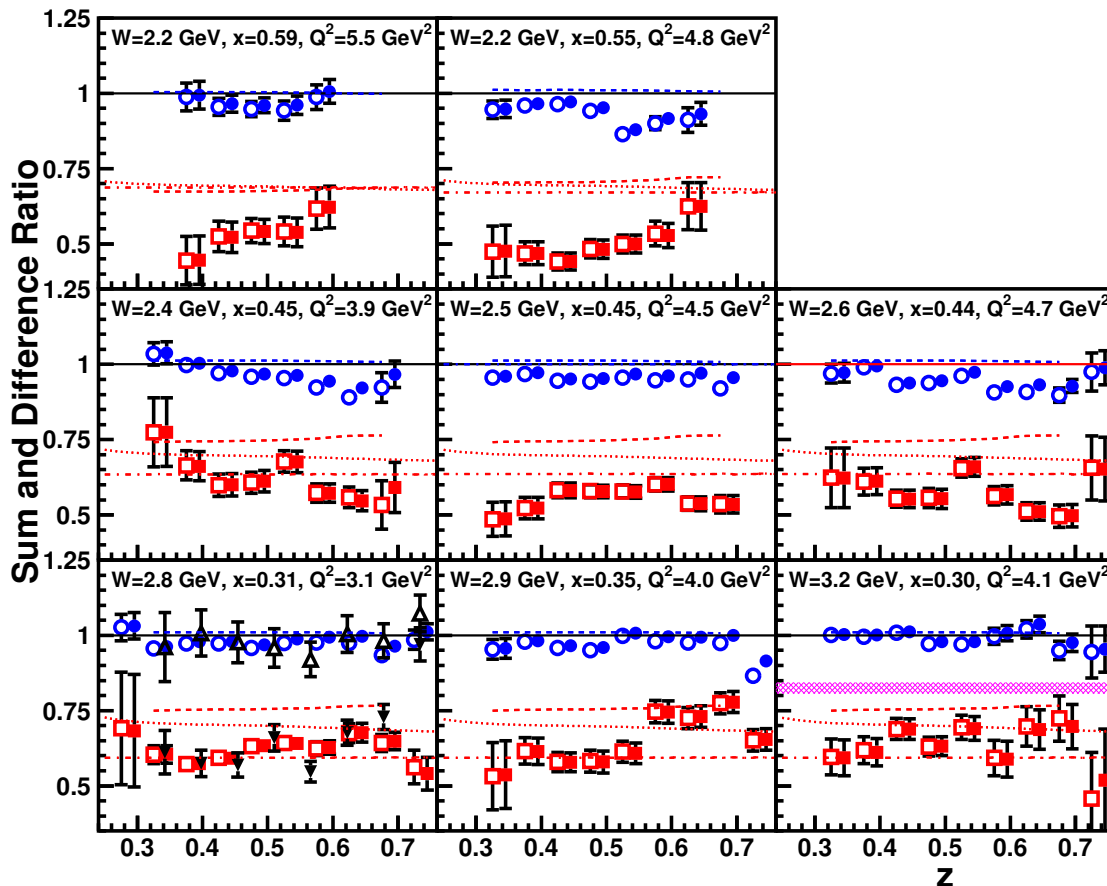 Sum and Difference Ratio
1.25
W=2.2 GeV, x=0.59, Q²=5.5 GeV²
W=2.2 GeV, x=0.55, Q²=4.8 GeV²
1
0.75
0.5
1.25
W=2.4 GeV, x=0.45, Q²=3.9 GeV²
W=2.5 GeV, x=0.45, Q²=4.5 GeV²
W=2.6 GeV, x=0.44, Q²=4.7 GeV²
1
0.75
0.5
1.25
W=2.8 GeV, x=0.31, Q²=3.1 GeV²
W=2.9 GeV, x=0.35, Q²=4.0 GeV²
W=3.2 GeV, x=0.30, Q²=4.1 GeV²
1
0.75
0.5
0.3 0.4 0.5 0.6 0.7
0.3 0.4 0.5 0.6 0.7
0.3 0.4 0.5 0.6 0.7
z